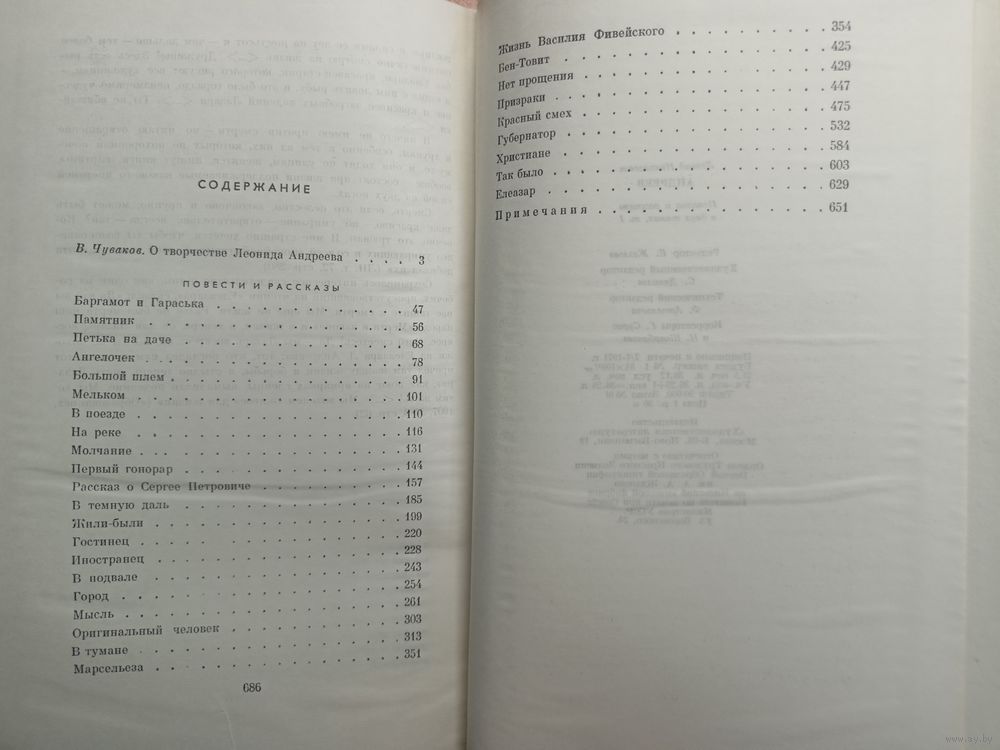 СОДЕРЖАНИЕ
В. Чуваков. О творчестве Леонида Андреева . . . . 3
ПОВЕСТИ И РАССКАЗЫ
Баргамот и Гараська . . . . . . . . . . . 47
Памятник . . . . . . . . . . . . . . 56
Петька на даче . . . . . . . . . . . . 68
Ангелочек . . . . . . . . . . . . . . 78
Большой шлем . . . . . . . . . . . . 91
Мельком . . . . . . . . . . . . . . 101
В поезде . . . . . . . . . . . . . . 110
На реке . . . . . . . . . . . . . . 116
Молчание . . . . . . . . . . . . . . 131
Первый гонорар . . . . . . . . . . . . 144
Рассказ о Сергее Петровиче . . . . . . . . 157
В темную даль . . . . . . . . . . . . 185
Жили-были . . . . . . . . . . . . . 199
Гостинец . . . . . . . . . . . . . . 220
Иностранец . . . . . . . . . . . . . 228
В подвале . . . . . . . . . . . . . 243
Город . . . . . . . . . . . . . . . 254
Мысль . . . . . . . . . . . . . . . 261
Оригинальный человек . . . . . . . . . . 303
В тумане . . . . . . . . . . . . . . 313
Марсельеза . . . . . . . . . . . . . 351
686
Жизнь Василия Фивейского . . . . . . . . . 354
Бен-Товит . . . . . . . . . . . . . 425
Нет прощения . . . . . . . . . . . . 429
Призраки . . . . . . . . . . . . . . 447
Красный смех . . . . . . . . . . . . 475
Губернатор . . . . . . . . . . . . . 532
Христиане . . . . . . . . . . . . . 584
Так было . . . . . . . . . . . . . . 603
Елеазар . . . . . . . . . . . . . . 629
Примечания . . . . . . . . . . . . 651
www.ay.by